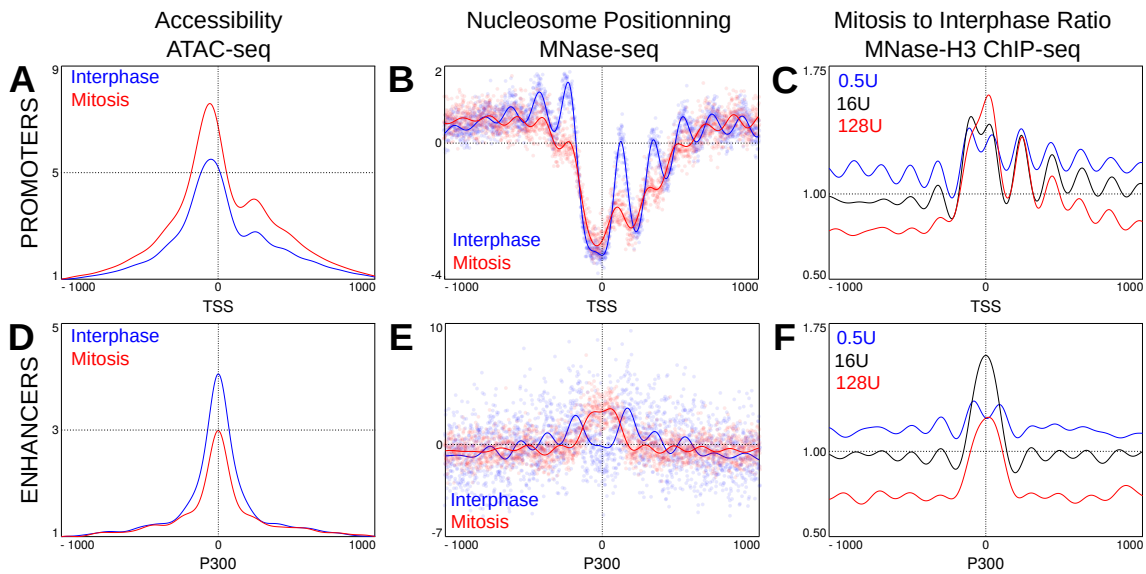 Accessibility
ATAC-seq
Nucleosome Positionning
MNase-seq
Mitosis to Interphase Ratio
MNase-H3 ChIP-seq
PROMOTERS
A
9
5
1
Interphase
Mitosis
- 1000
0
1000
TSS
B
2
0
-4
Interphase
Mitosis
- 1000
0
1000
TSS
C
1.75
1.00
0.50
0.5U
16U
128U
- 1000
0
1000
TSS
ENHANCERS
D
5
3
1
Interphase
Mitosis
- 1000
0
1000
P300
E
10
0
-7
Interphase
Mitosis
- 1000
0
1000
P300
F
1.75
1.00
0.50
0.5U
16U
128U
- 1000
0
1000
P300